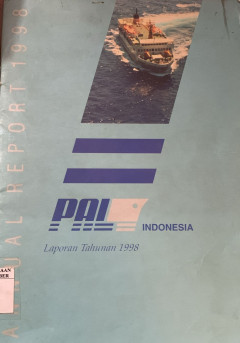 ANNUAL REPORT 1998
PAL
INDONESIA
Laporan Tahunan 1998